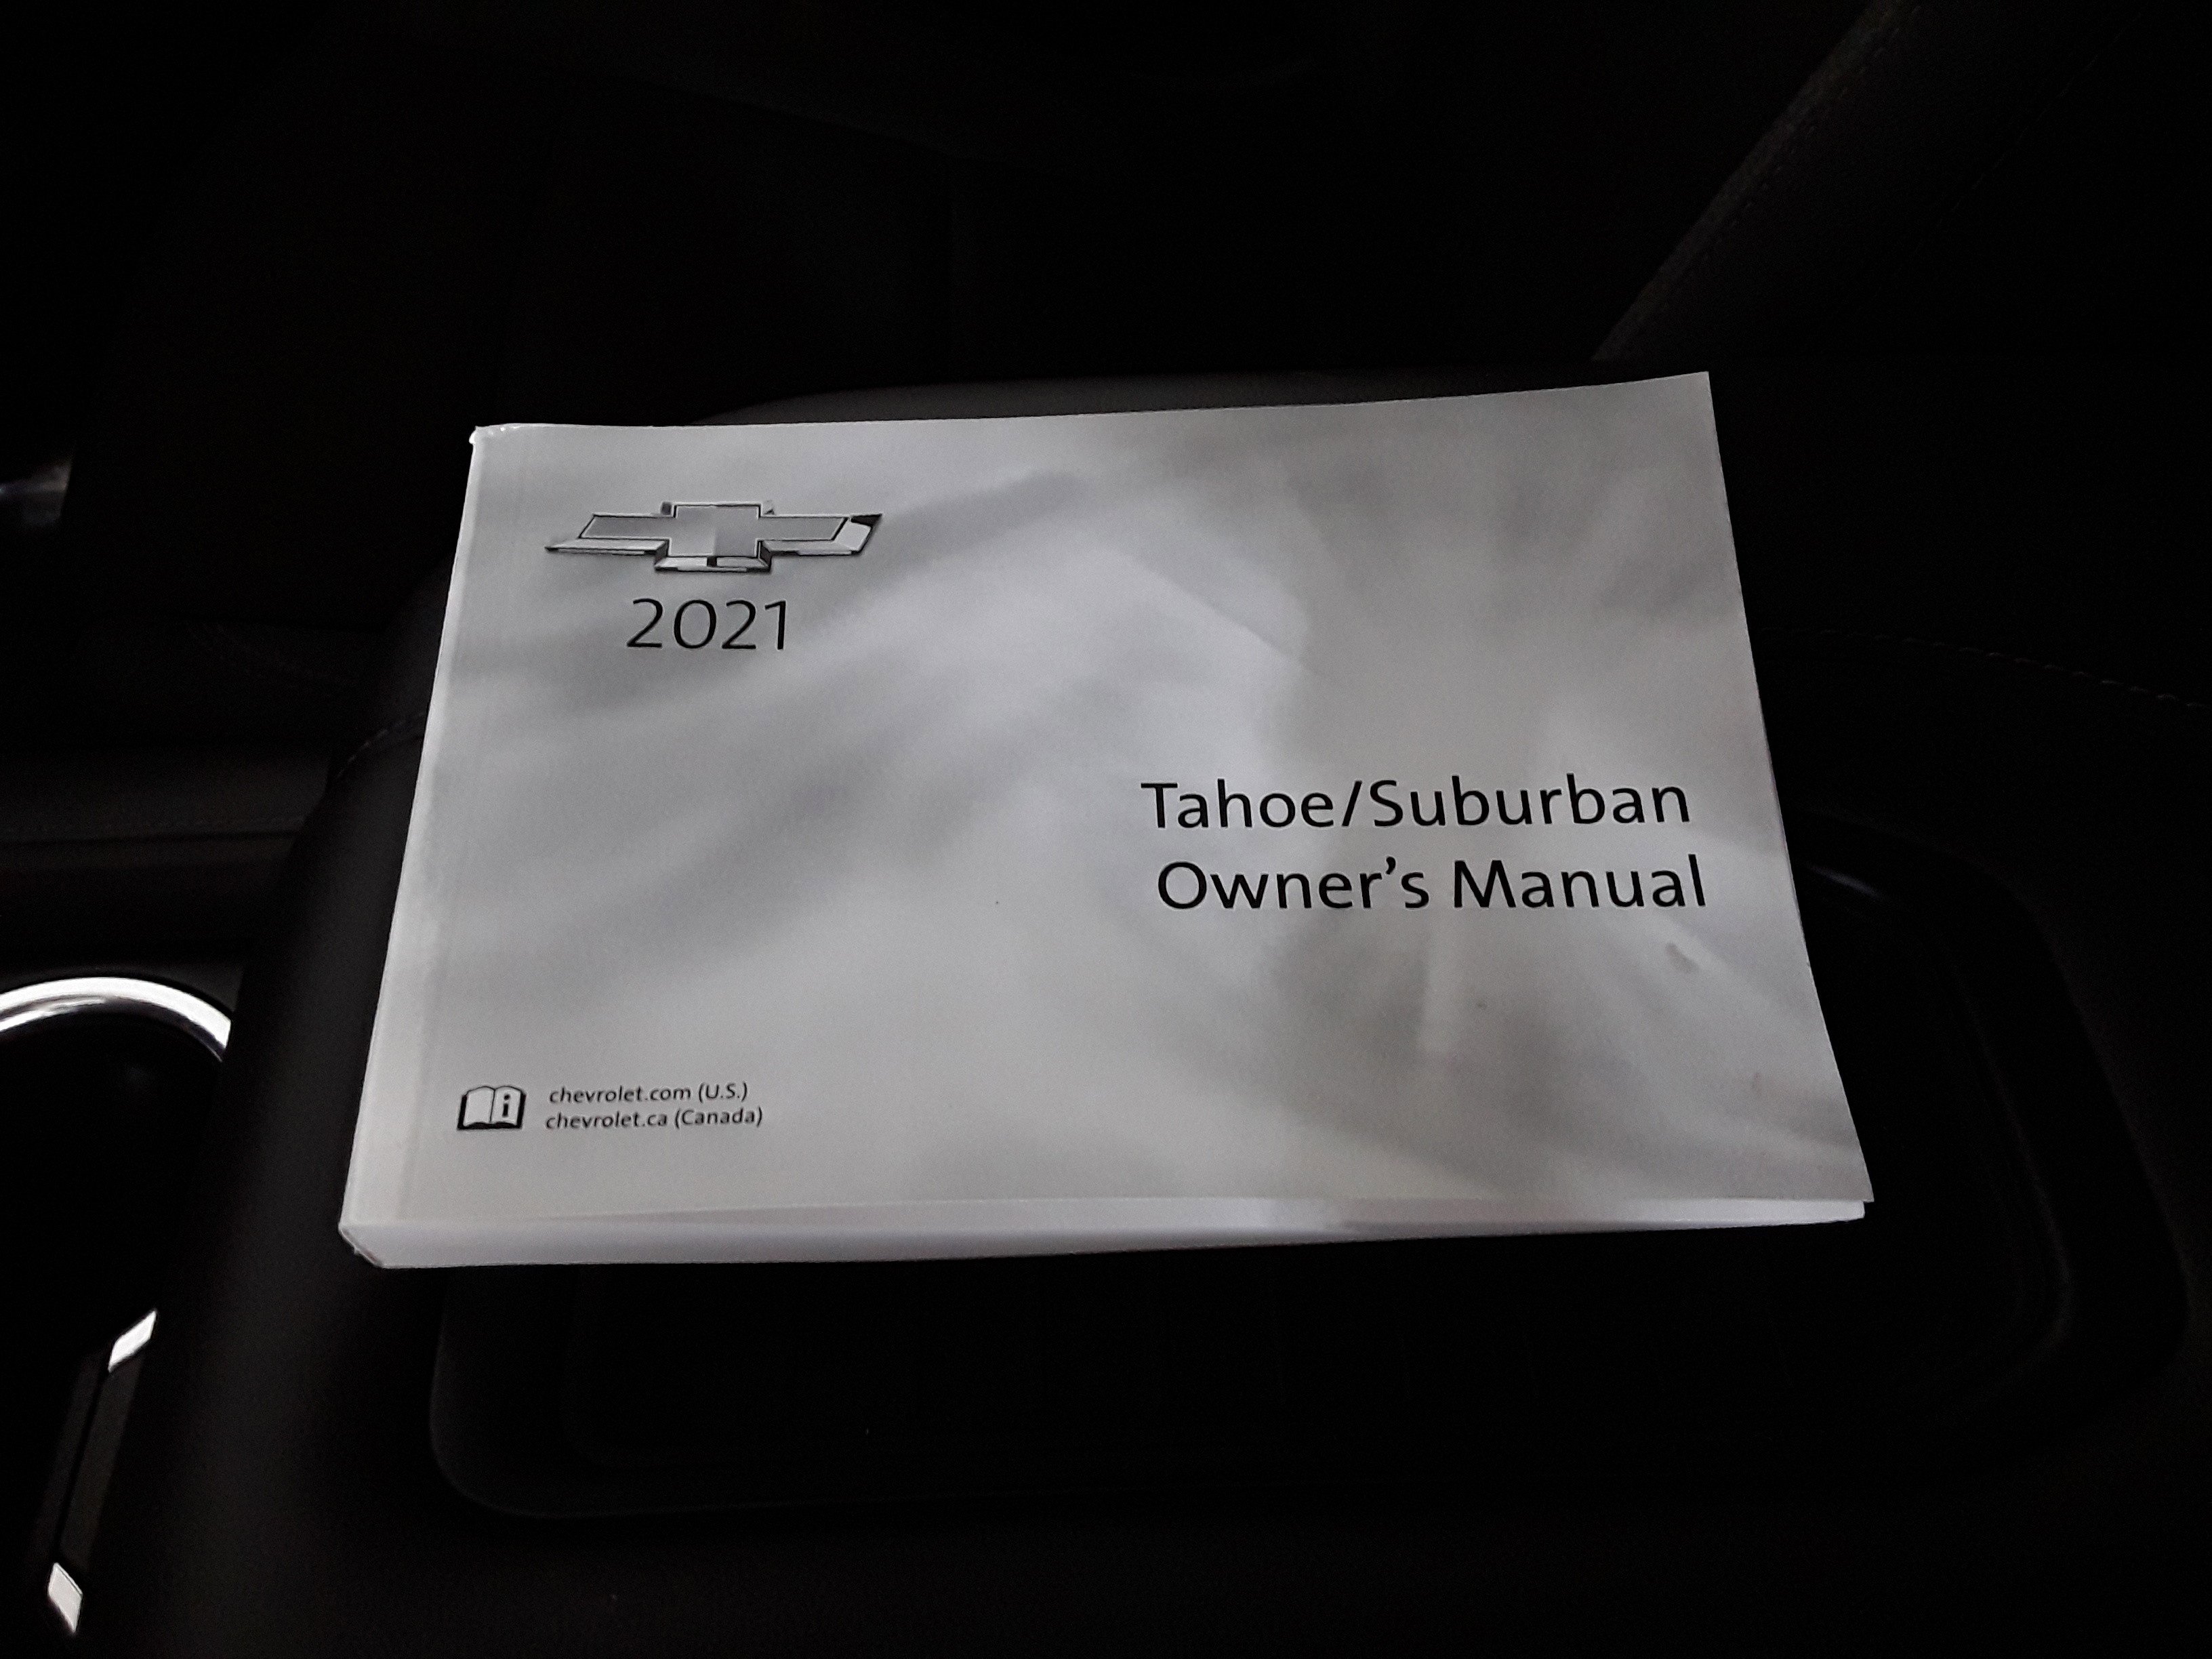 2021
Tahoe/Suburban
Owner’s Manual
chevrolet.com (U.S.)
chevrolet.ca (Canada)